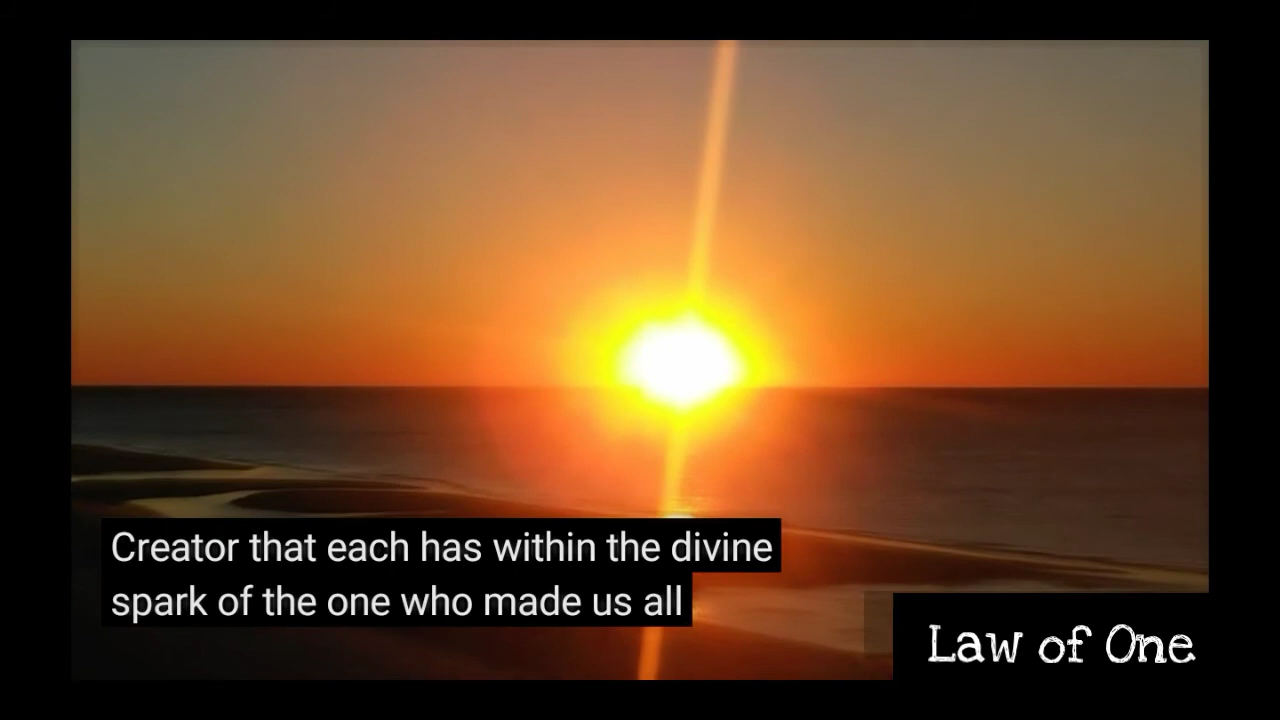 Creator that each has within the divine
spark of the one who made us all
Law of One